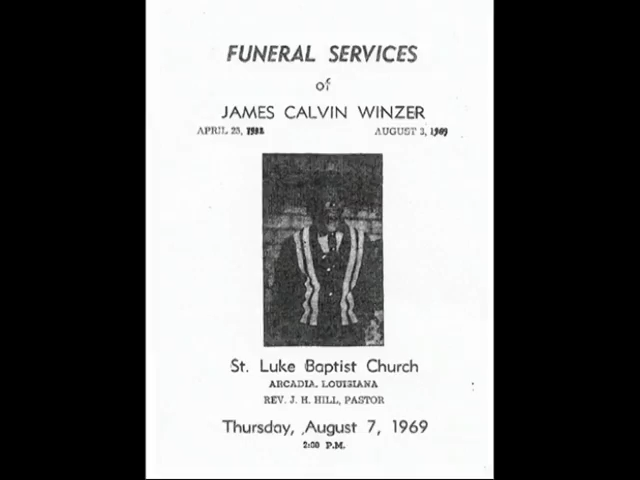 FUNERAL SERVICES
of
JAMES CALVIN WINZER
APRIL 25, AUGUST 3, 1969
St. Luke Baptist Church
ARCADIA, LOUISIANA
REV. J. H. HILL, PASTOR
Thursday, August 7, 1969
2:00 P.M.